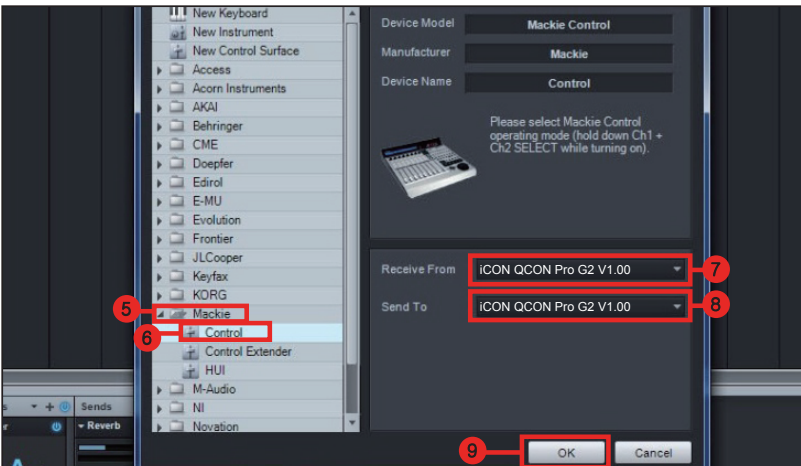 New Keyboard
New Instrument
New Control Surface
Access
Acorn Instruments
AKAI
Behringer
CME
Doepfer
Edirol
E-MU
Evolution
Frontier
JLCooper
Keyfax
KORG
5
Mackie
6
Control
Control Extender
HUI
M-Audio
NI
Novation
Device Model
Mackie Control
Manufacturer
Mackie
Device Name
Control
Please select Mackie Control
operating mode (hold down Ch1 +
Ch2 SELECT while turning on).
Receive From
iCON QCON Pro G2 V1.00
7
Send To
iCON QCON Pro G2 V1.00
8
9
OK
Cancel
Sends
Reverb